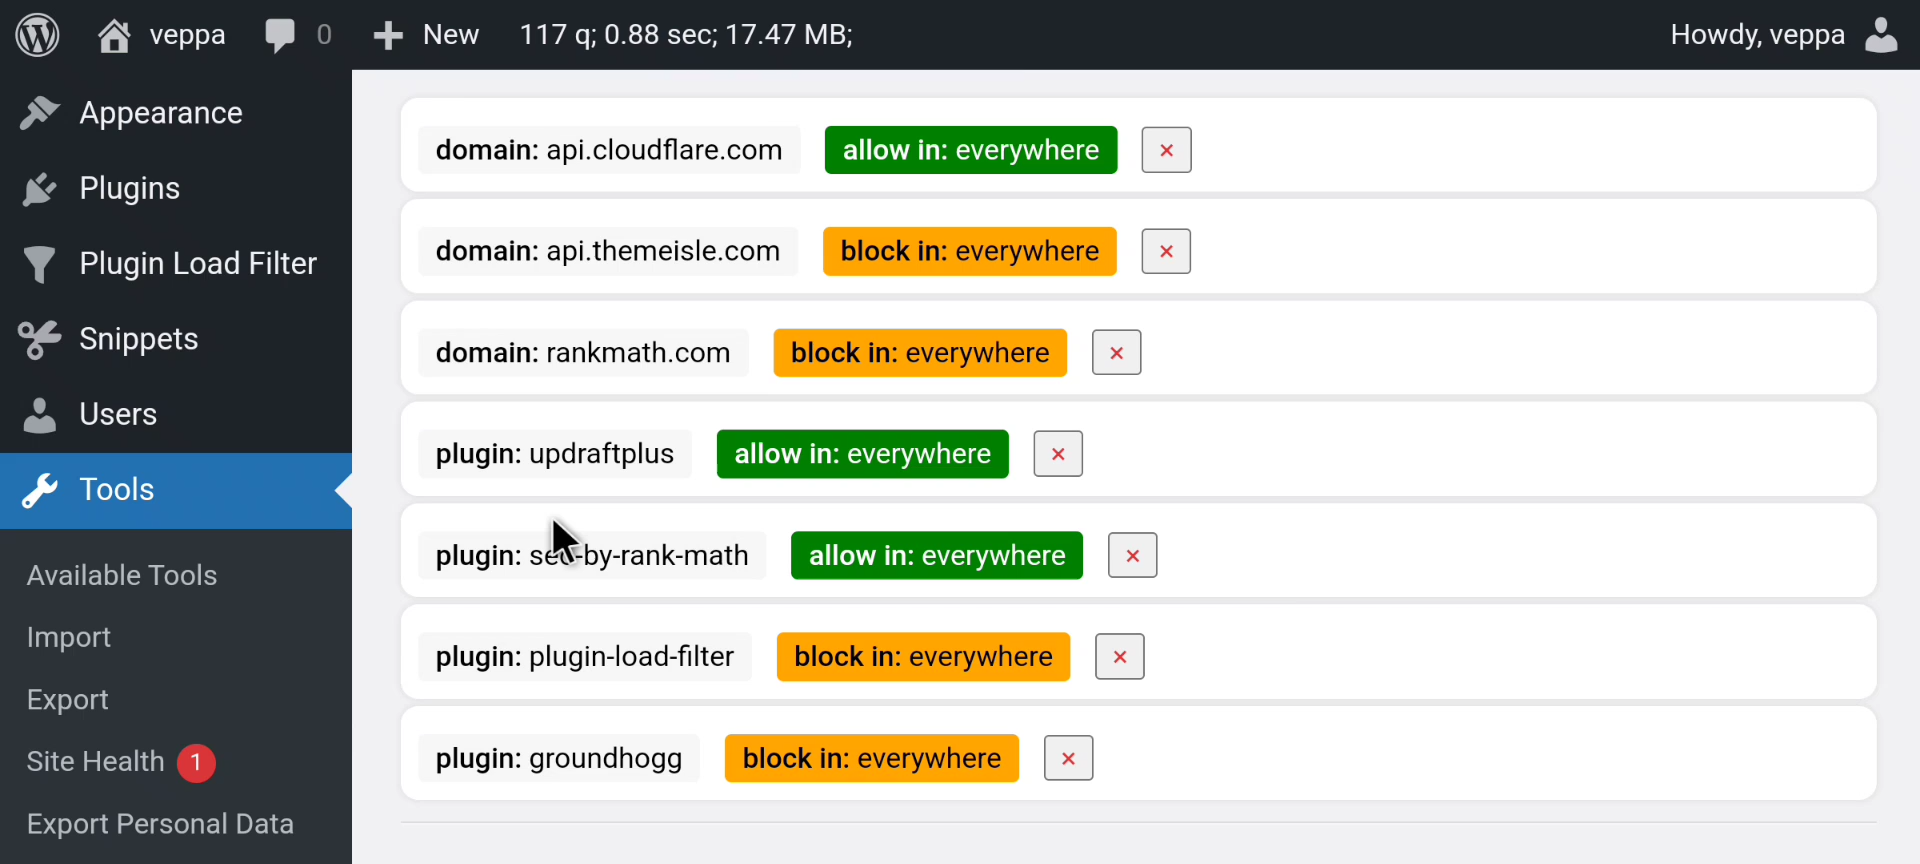 veppa 0 New 117 q; 0.88 sec; 17.47 MB; Howdy, veppa
Appearance
Plugins
Plugin Load Filter
Snippets
Users
Tools
Available Tools
Import
Export
Site Health 1
Export Personal Data
domain: api.cloudflare.com allow in: everywhere ×
domain: api.themeisle.com block in: everywhere ×
domain: rankmath.com block in: everywhere ×
plugin: updraftplus allow in: everywhere ×
plugin: seo-by-rank-math allow in: everywhere ×
plugin: plugin-load-filter block in: everywhere ×
plugin: groundhogg block in: everywhere ×